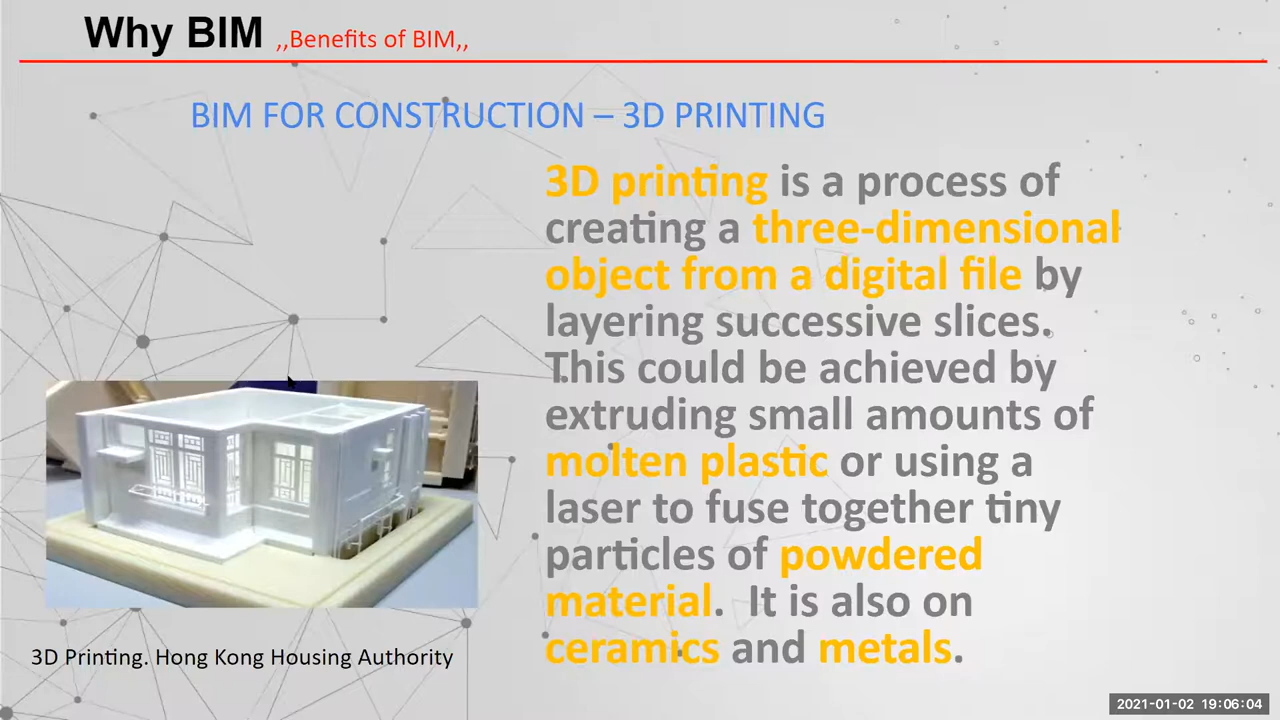 Why BIM ,,Benefits of BIM,,
BIM FOR CONSTRUCTION – 3D PRINTING
3D printing is a process of
creating a three-dimensional
object from a digital file by
layering successive slices.
This could be achieved by
extruding small amounts of
molten plastic or using a
laser to fuse together tiny
particles of powdered
material.  It is also on
ceramics and metals.
3D Printing. Hong Kong Housing Authority
2021-01-02 19:06:04